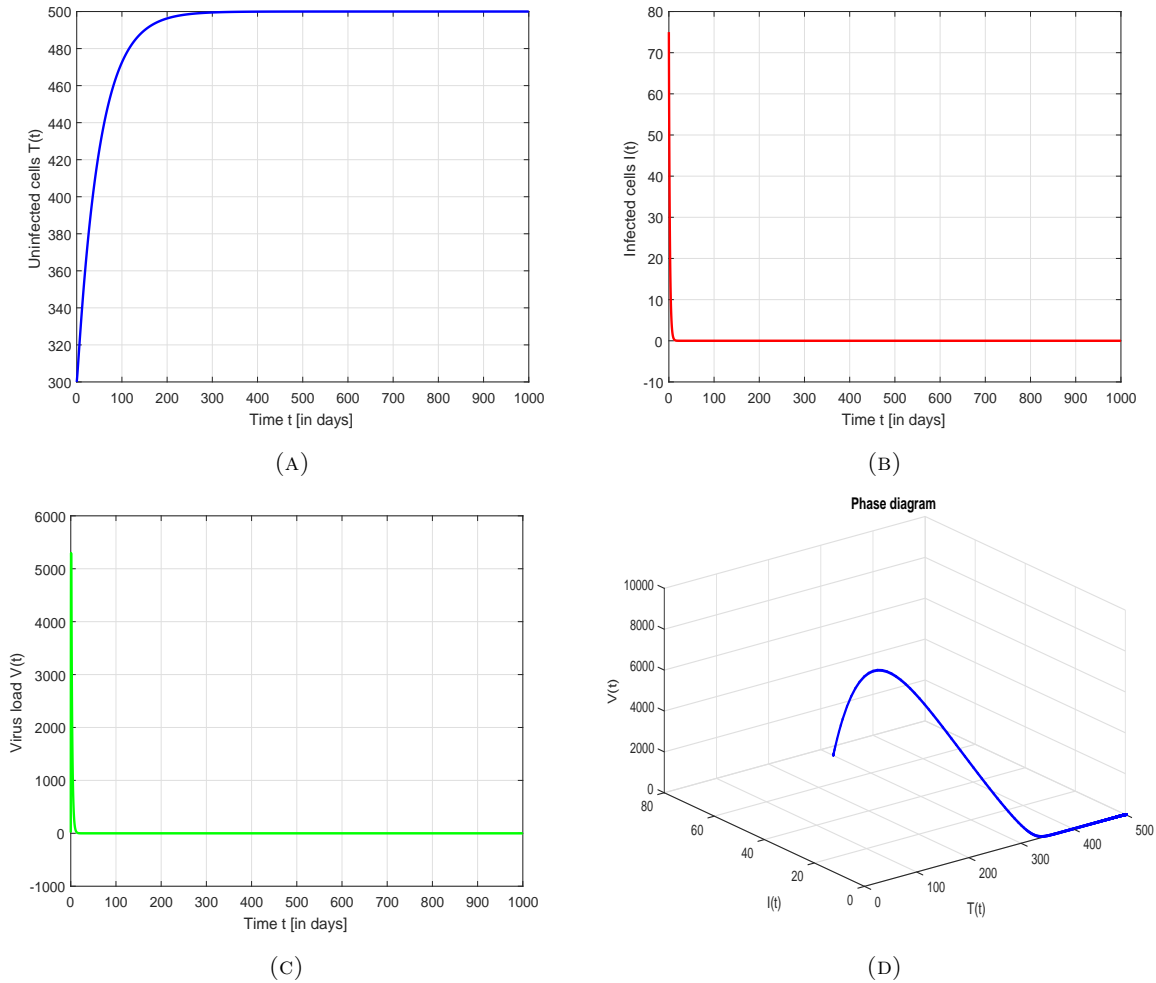 500
480
460
440
420
400
380
360
340
320
300
Uninfected cells T(t)
0 100 200 300 400 500 600 700 800 900 1000
Time t [in days]
(A)
80
70
60
50
40
30
20
10
0
-10
Infected cells I(t)
0 100 200 300 400 500 600 700 800 900 1000
Time t [in days]
(B)
6000
5000
4000
3000
2000
1000
0
-1000
Virus load V(t)
0 100 200 300 400 500 600 700 800 900 1000
Time t [in days]
(C)
Phase diagram
10000
8000
6000
4000
2000
0
V(t)
80
60
40
20
0
I(t)
0
100
200
300
400
500
T(t)
(D)